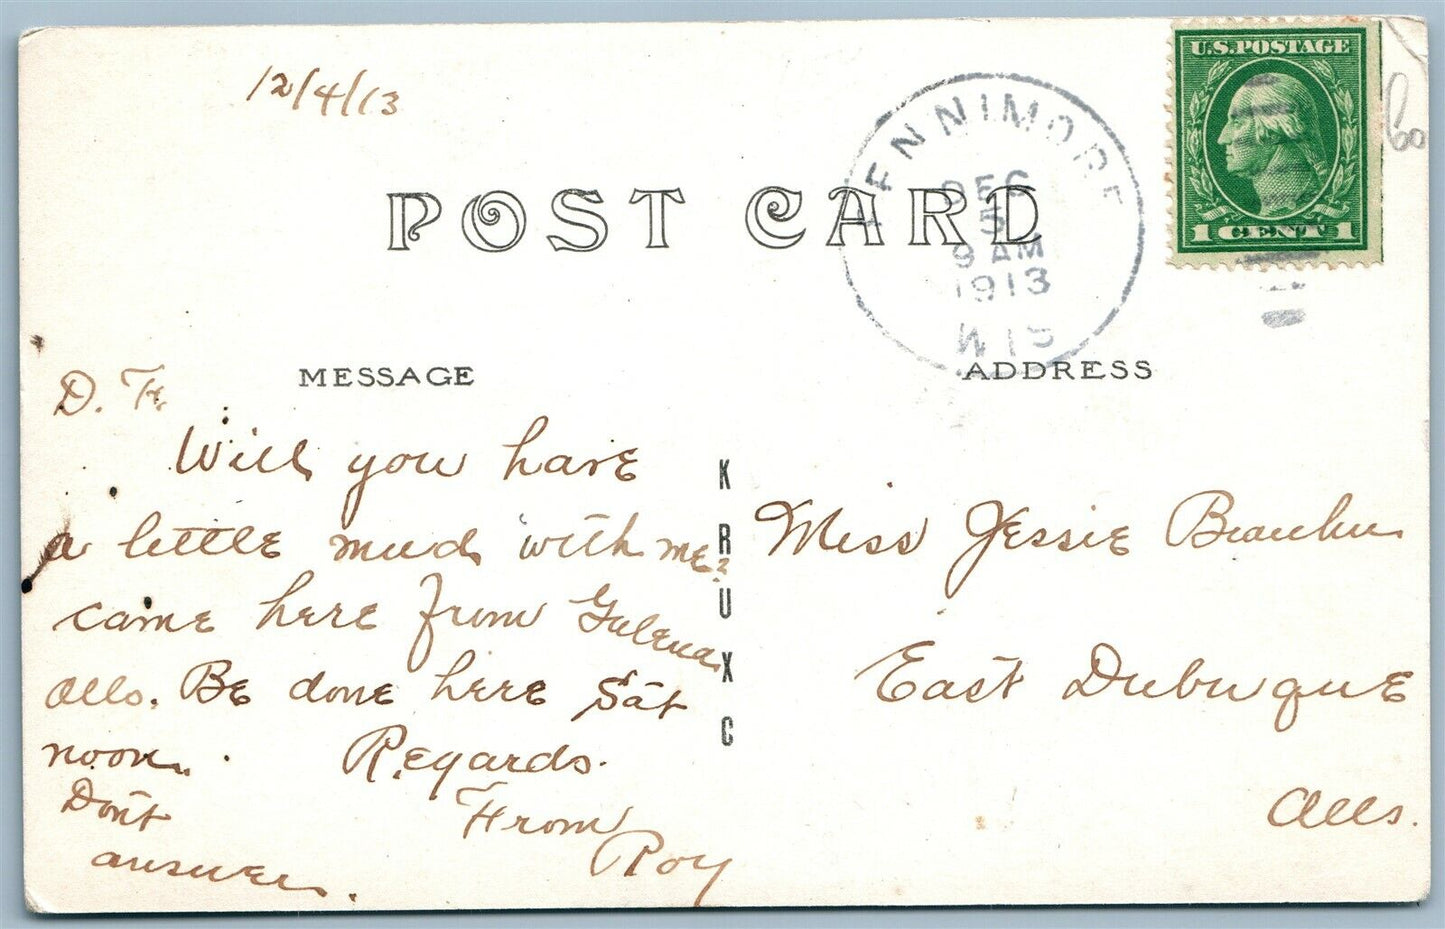 12/4/13
POST CARD
FENNIMORE
DEC
5
9 AM
1913
WIS
U.S. POSTAGE
1 CENT 1
MESSAGE
D. Fr.
Will you have
a little mud with me?
came here from Galena
Ills. Be done here Sat
noon.. Regards.
Don't From
answer. Roy
KRUXC
ADDRESS
Miss Jessie
East Dubuque
Ills.